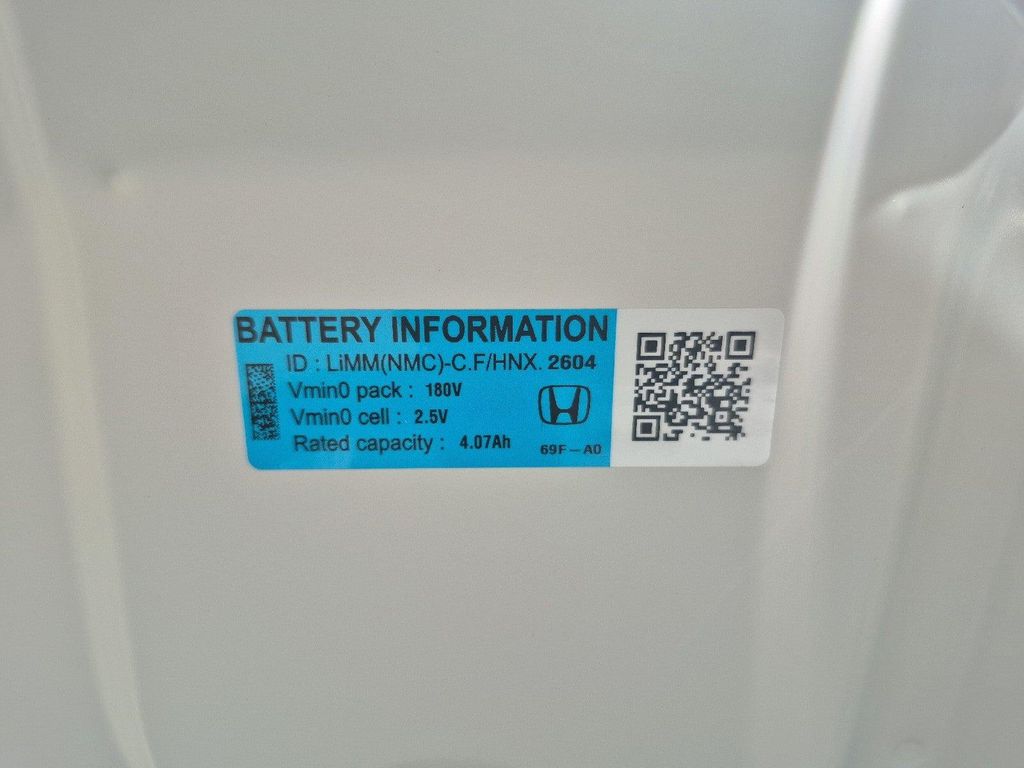 BATTERY INFORMATION
ID : LiMM(NMC)-C.F/HNX. 2604
Vmin0 pack : 180V
Vmin0 cell : 2.5V
Rated capacity : 4.07Ah
69F-A0